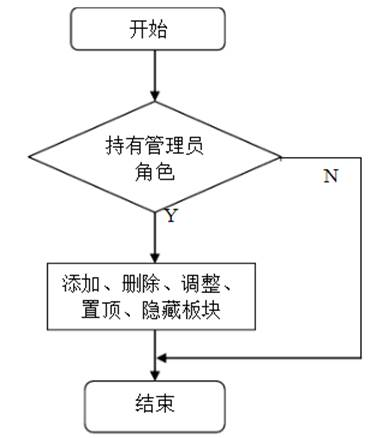 开始
持有管理员
角色
N
Y
添加、删除、调整、
置顶、隐藏板块
结束